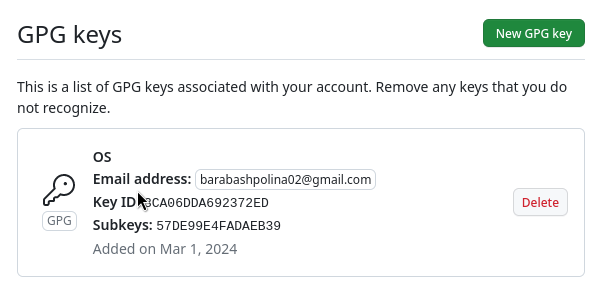 GPG keys
New GPG key
This is a list of GPG keys associated with your account. Remove any keys that you do
not recognize.
OS
Email address: barabashpolina02@gmail.com
Key ID
GPG
Delete
Subkeys: 57DE99E4FADAEB39
Added on Mar 1, 2024